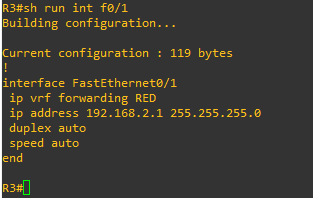 R3#sh run int f0/1
Building configuration...
Current configuration : 119 bytes
!
interface FastEthernet0/1
 ip vrf forwarding RED
 ip address 192.168.2.1 255.255.255.0
 duplex auto
 speed auto
end
R3#